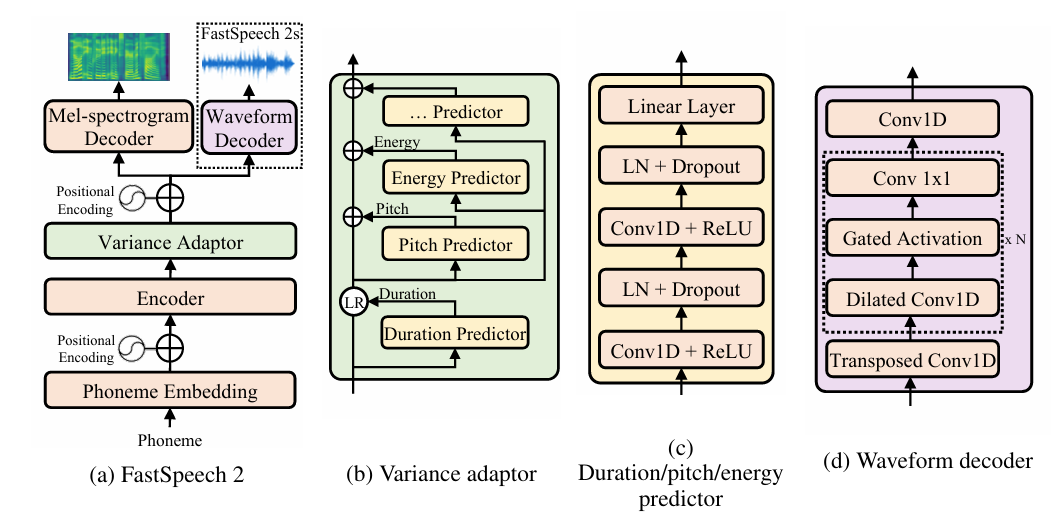 FastSpeech 2s
Mel-spectrogram
Decoder
Waveform
Decoder
Positional
Encoding
Variance Adaptor
Encoder
Positional
Encoding
Phoneme Embedding
Phoneme
(a) FastSpeech 2
... Predictor
Energy
Energy Predictor
Pitch
Pitch Predictor
LR
Duration
Duration Predictor
(b) Variance adaptor
Linear Layer
LN + Dropout
Conv1D + ReLU
LN + Dropout
Conv1D + ReLU
(c)
Duration/pitch/energy
predictor
Conv1D
Conv 1x1
Gated Activation
x N
Dilated Conv1D
Transposed Conv1D
(d) Waveform decoder